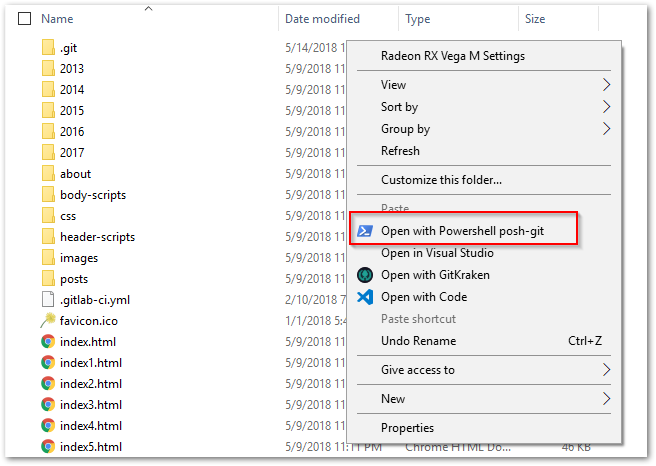 Name Date modified Type Size
.git 5/14/2018 11
2013 5/9/2018 11
2014 5/9/2018 11
2015 5/9/2018 11
2016 5/9/2018 11
2017 5/9/2018 11
about 5/9/2018 11
body-scripts 5/9/2018 11
css 5/9/2018 11
header-scripts 5/9/2018 11
images 5/9/2018 11
posts 5/9/2018 11
.gitlab-ci.yml 2/10/2018 7
favicon.ico 1/1/2018 5:4
index.html 5/9/2018 11
index1.html 5/9/2018 11
index2.html 5/9/2018 11
index3.html 5/9/2018 11
index4.html 5/9/2018 11
index5.html 5/9/2018 11:11 PM Chrome HTML Do... 46 KB
Radeon RX Vega M Settings
View
Sort by
Group by
Refresh
Customize this folder...
Paste
Open with Powershell posh-git
Open in Visual Studio
Open with GitKraken
Open with Code
Paste shortcut
Undo Rename Ctrl+Z
Give access to
New
Properties